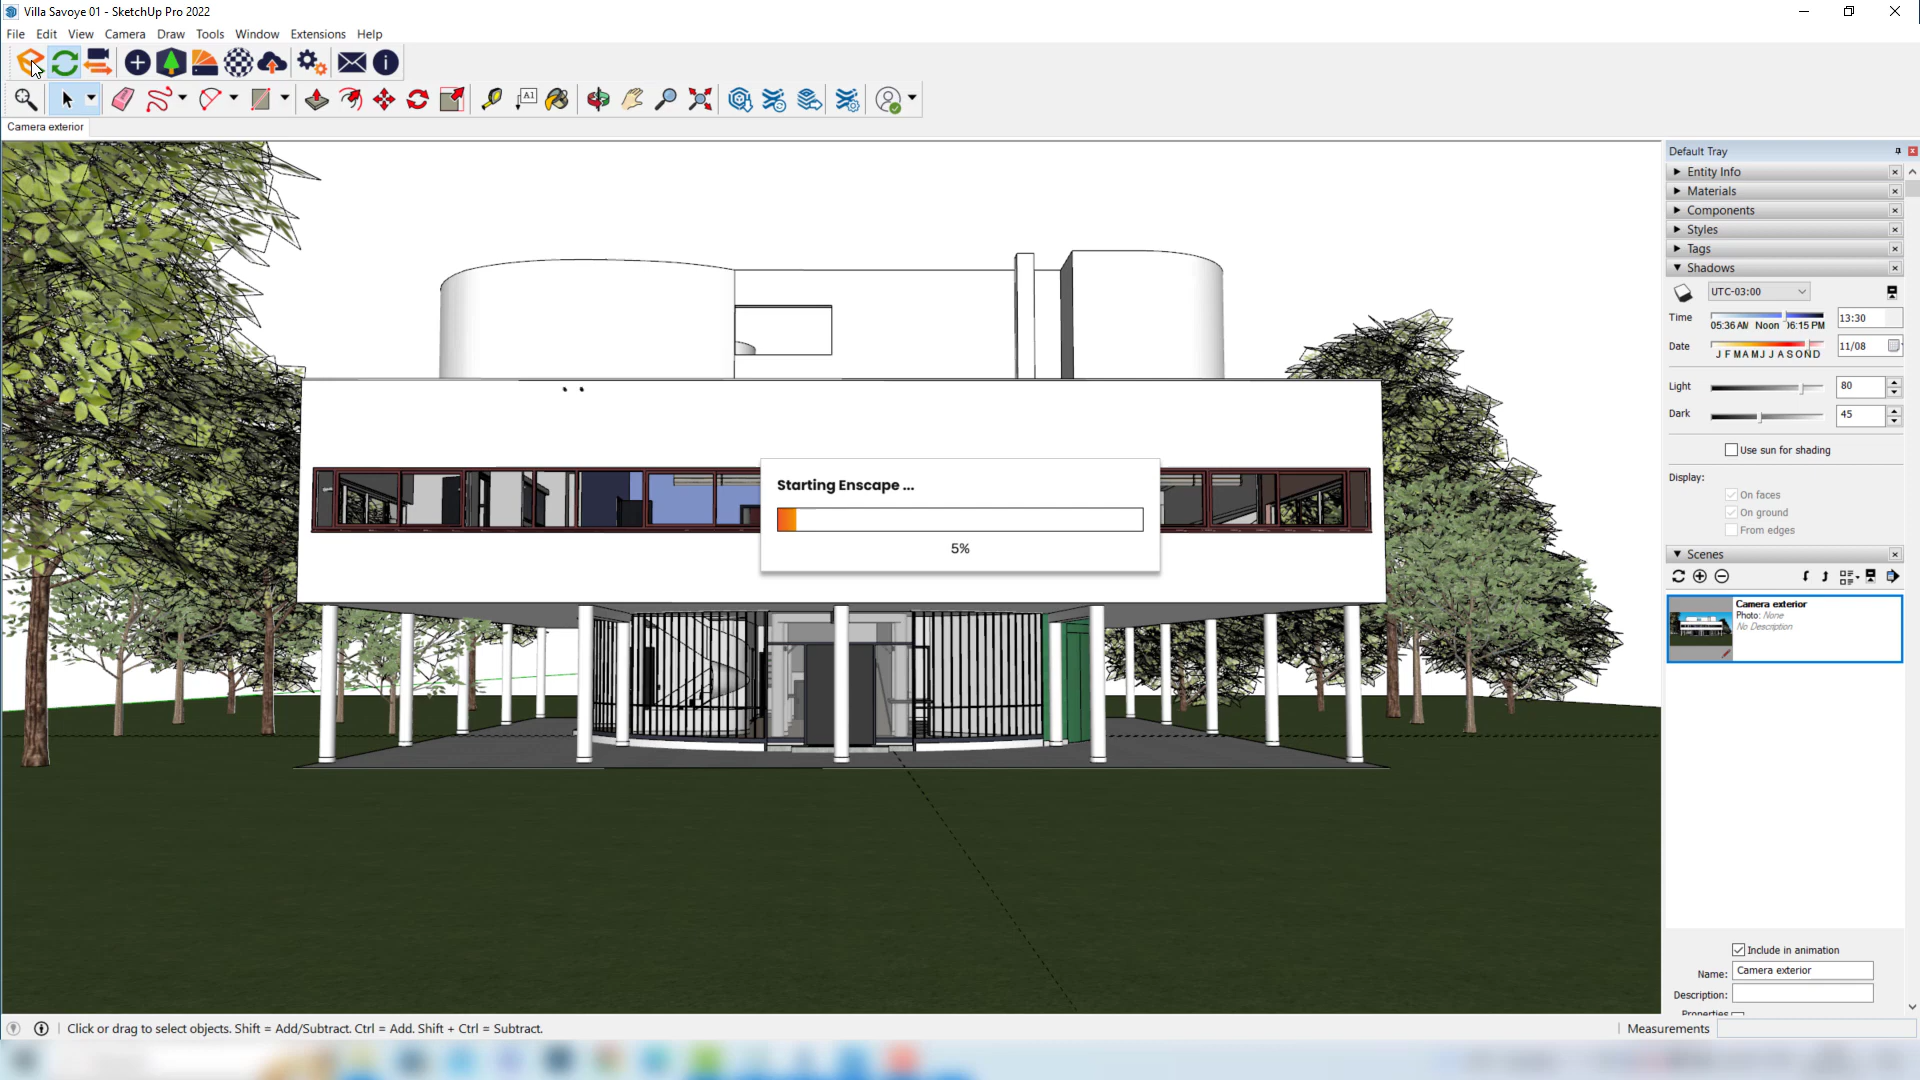 Villa Savoye 01 - SketchUp Pro 2022
File Edit View Camera Draw Tools Window Extensions Help
A1
Camera exterior
Default Tray
Entity Info
Materials
Components
Styles
Tags
Shadows
UTC-03:00
Time 13:30
05:36 AM Noon 06:15 PM
Date 11/08
J F M A M J J A S O N D
Light 80
Dark 45
Use sun for shading
Display:
On faces
On ground
From edges
Scenes
Camera exterior
Photo: None
No Description
Starting Enscape ...
5%
Include in animation
Name: Camera exterior
Description:
Properties
Click or drag to select objects. Shift = Add/Subtract. Ctrl = Add. Shift + Ctrl = Subtract.
Measurements